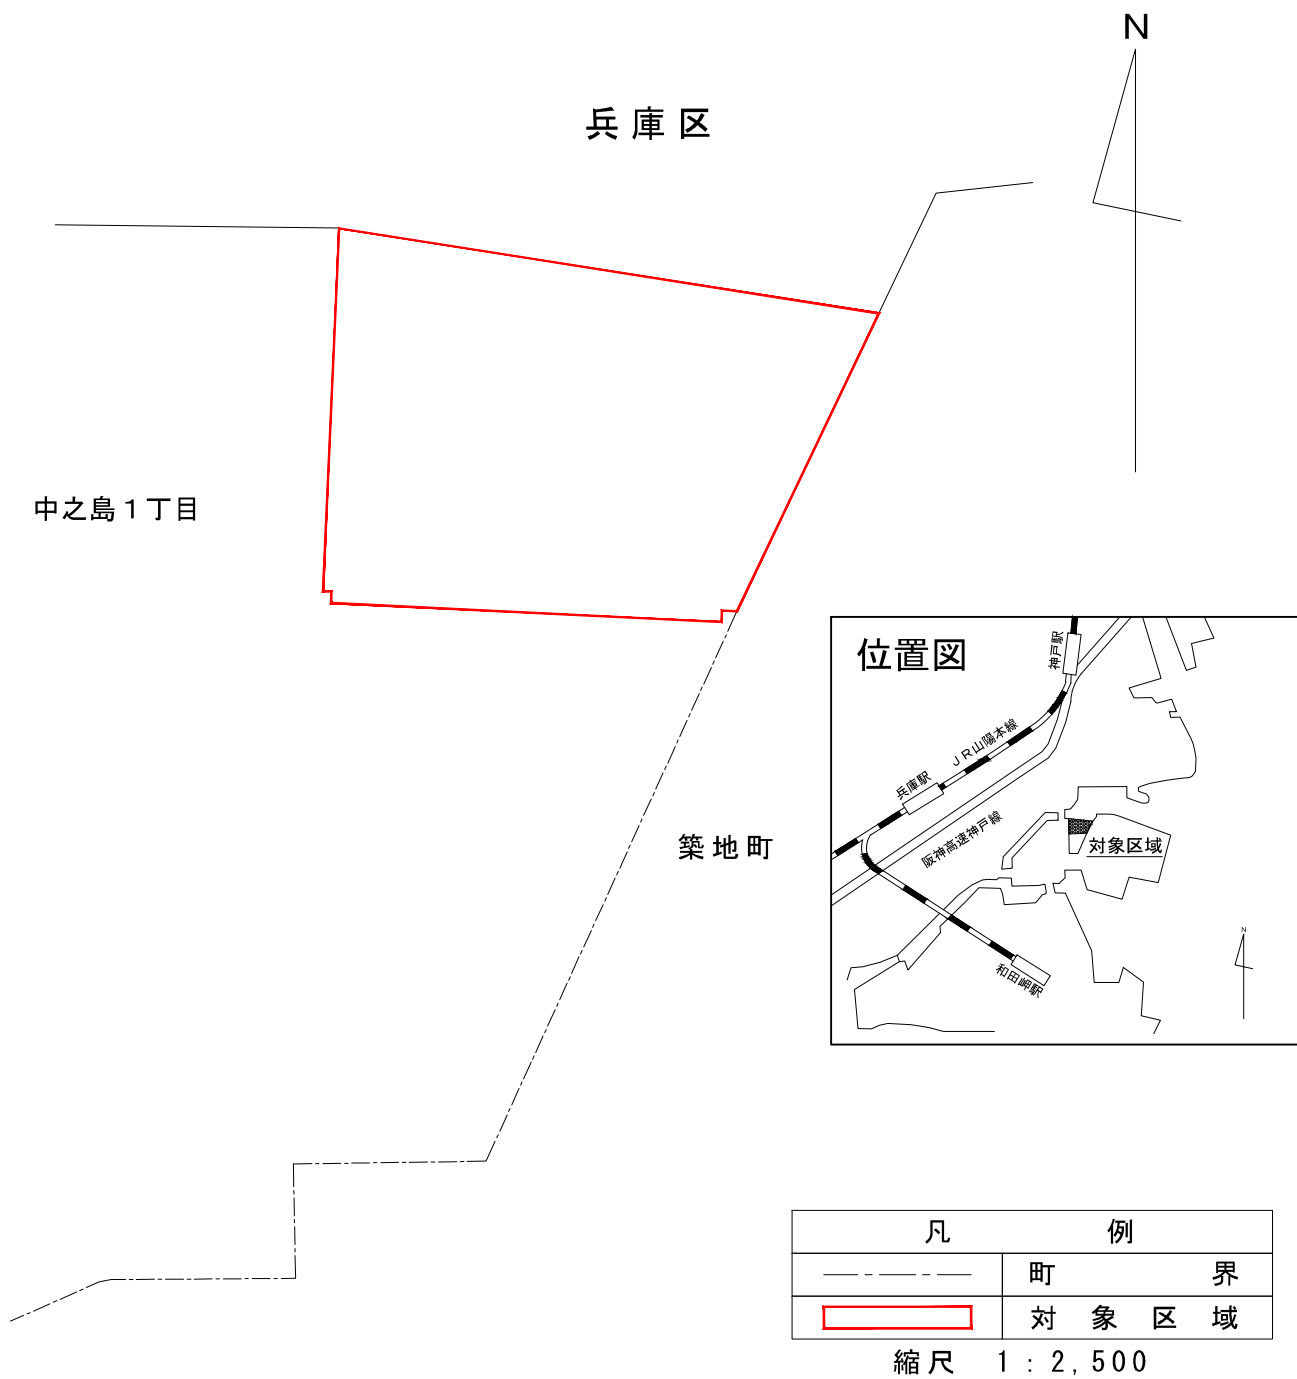 N
兵庫区
中之島1丁目
築地町
位置図
神戸駅
JR山陽本線
兵庫駅
阪神高速神戸線
対象区域
和田岬駅
N
凡例
町界
対象区域
縮尺 1:2,500